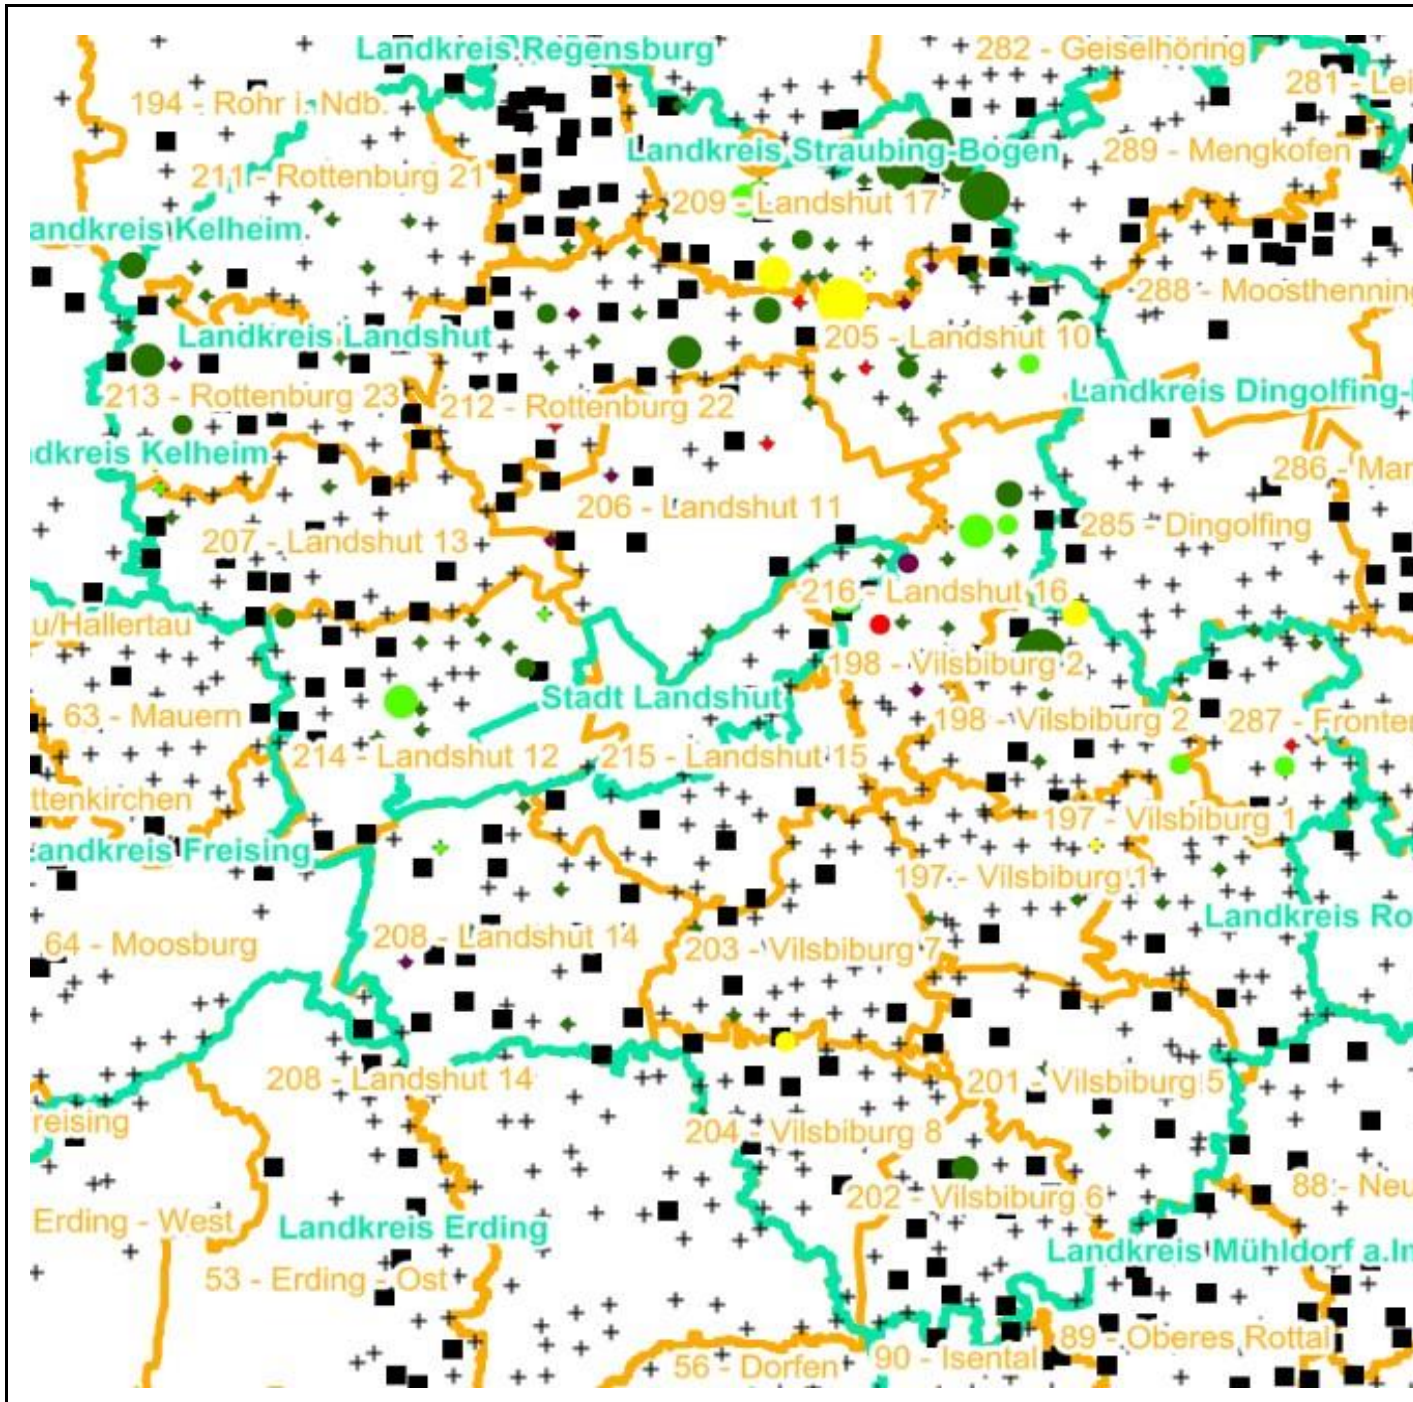 Landkreis Regensburg
282 - Geiselhöring
281 - Lei
194 - Rohr i. Ndb.
Landkreis Straubing-Bogen
289 - Mengkofen
211 - Rottenburg 21
209 - Landshut 17
andkreis Kelheim
288 - Moosthenning
Landkreis Landshut
205 - Landshut 10
Landkreis Dingolfing-
213 - Rottenburg 23
212 - Rottenburg 22
ndkreis Kelheim
286 - Mar
206 - Landshut 11
285 - Dingolfing
207 - Landshut 13
216 - Landshut 16
u/Hallertau
198 - Vilsbiburg 2
Stadt Landshut
63 - Mauern
198 - Vilsbiburg 2
287 - Fronten
214 - Landshut 12
215 - Landshut 15
ttenkirchen
197 - Vilsbiburg 1
Landkreis Freising
197 - Vilsbiburg 1
Landkreis Ro
64 - Moosburg
208 - Landshut 14
203 - Vilsbiburg 7
208 - Landshut 14
201 - Vilsbiburg 5
reising
204 - Vilsbiburg 8
88 - Neu
202 - Vilsbiburg 6
Erding - West
Landkreis Erding
Landkreis Mühldorf a.In
53 - Erding - Ost
89 - Oberes Rottal
56 - Dorfen
90 - Isental